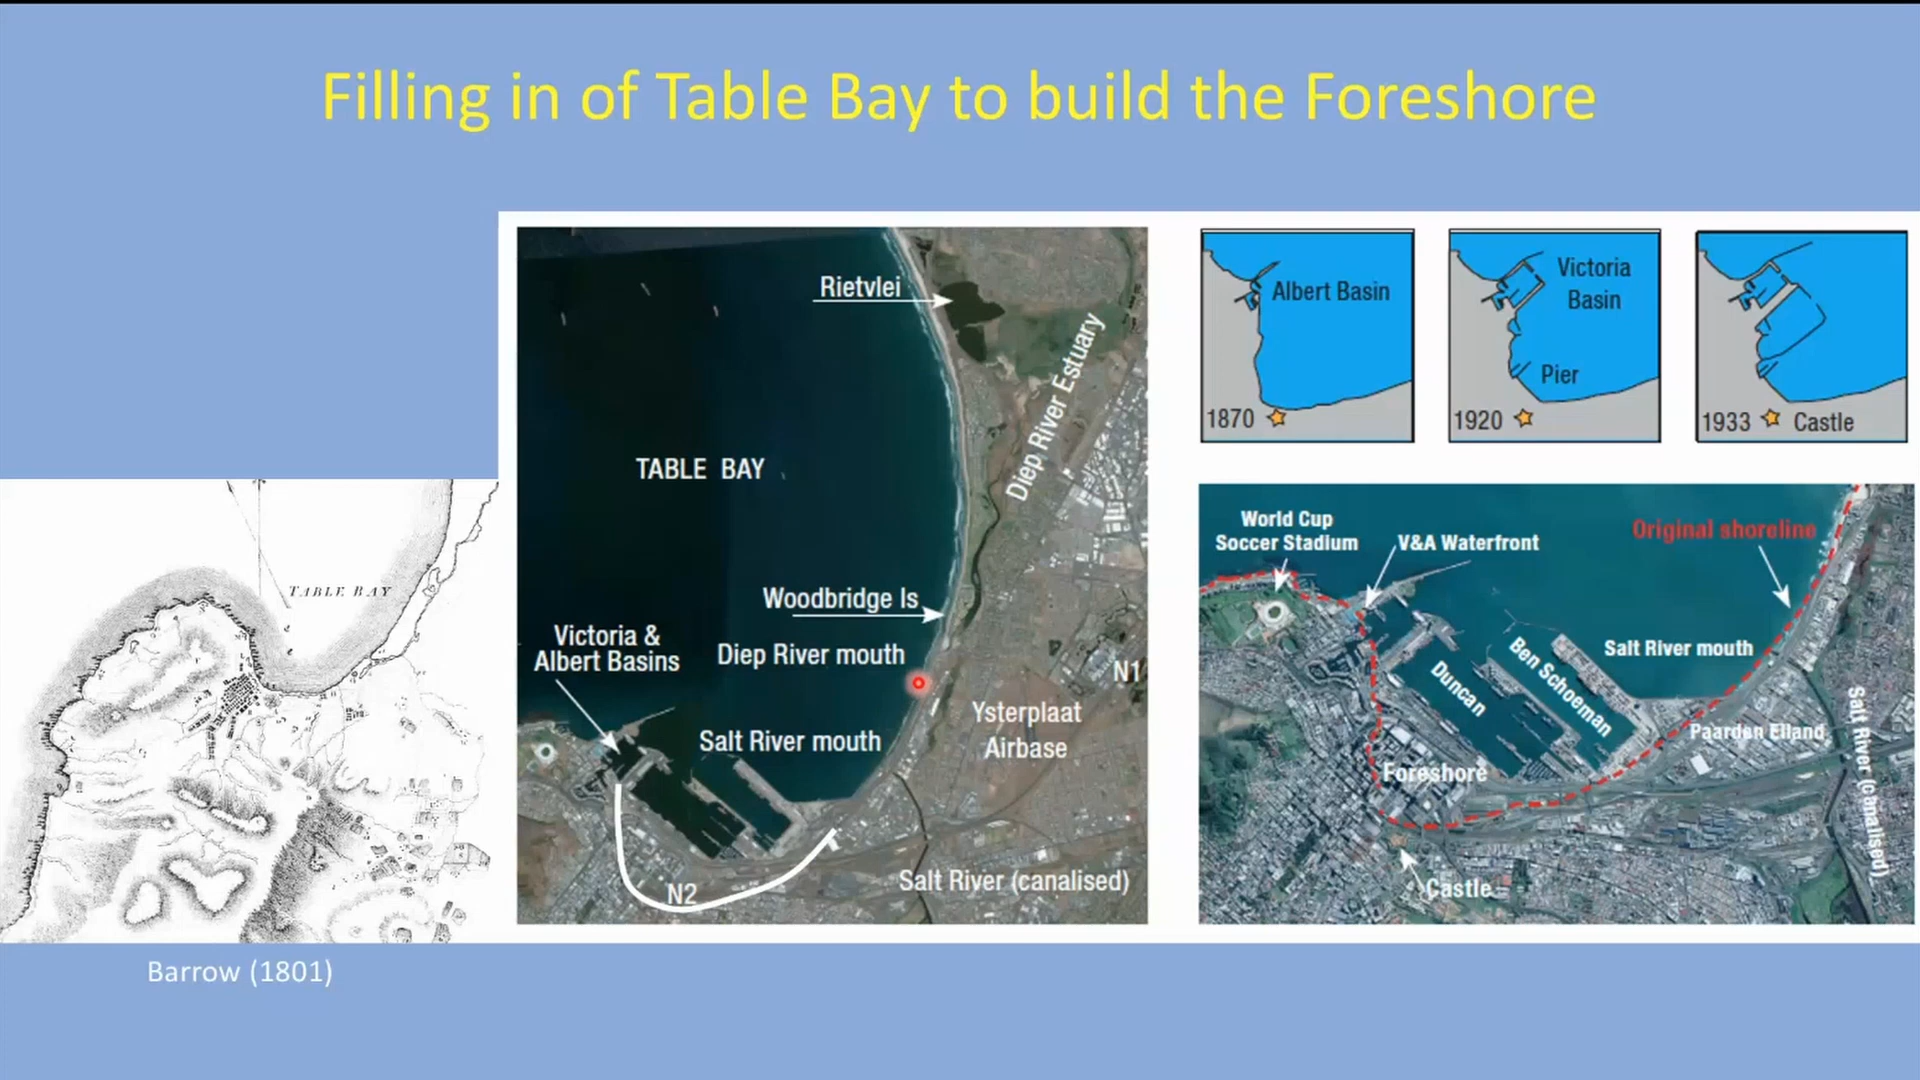 Filling in of Table Bay to build the Foreshore
TABLE BAY
Barrow (1801)
Rietvlei
Diep River Estuary
TABLE BAY
Woodbridge Is
Victoria &
Albert Basins
Diep River mouth
N1
Ysterplaat
Airbase
Salt River mouth
Salt River (canalised)
N2
Albert Basin
1870
Victoria
Basin
Pier
1920
1933
Castle
World Cup
Soccer Stadium
V&A Waterfront
Original shoreline
Ben Schoeman
Duncan
Salt River mouth
Paarden Elland
Foreshore
Salt River (canalised)
Castle